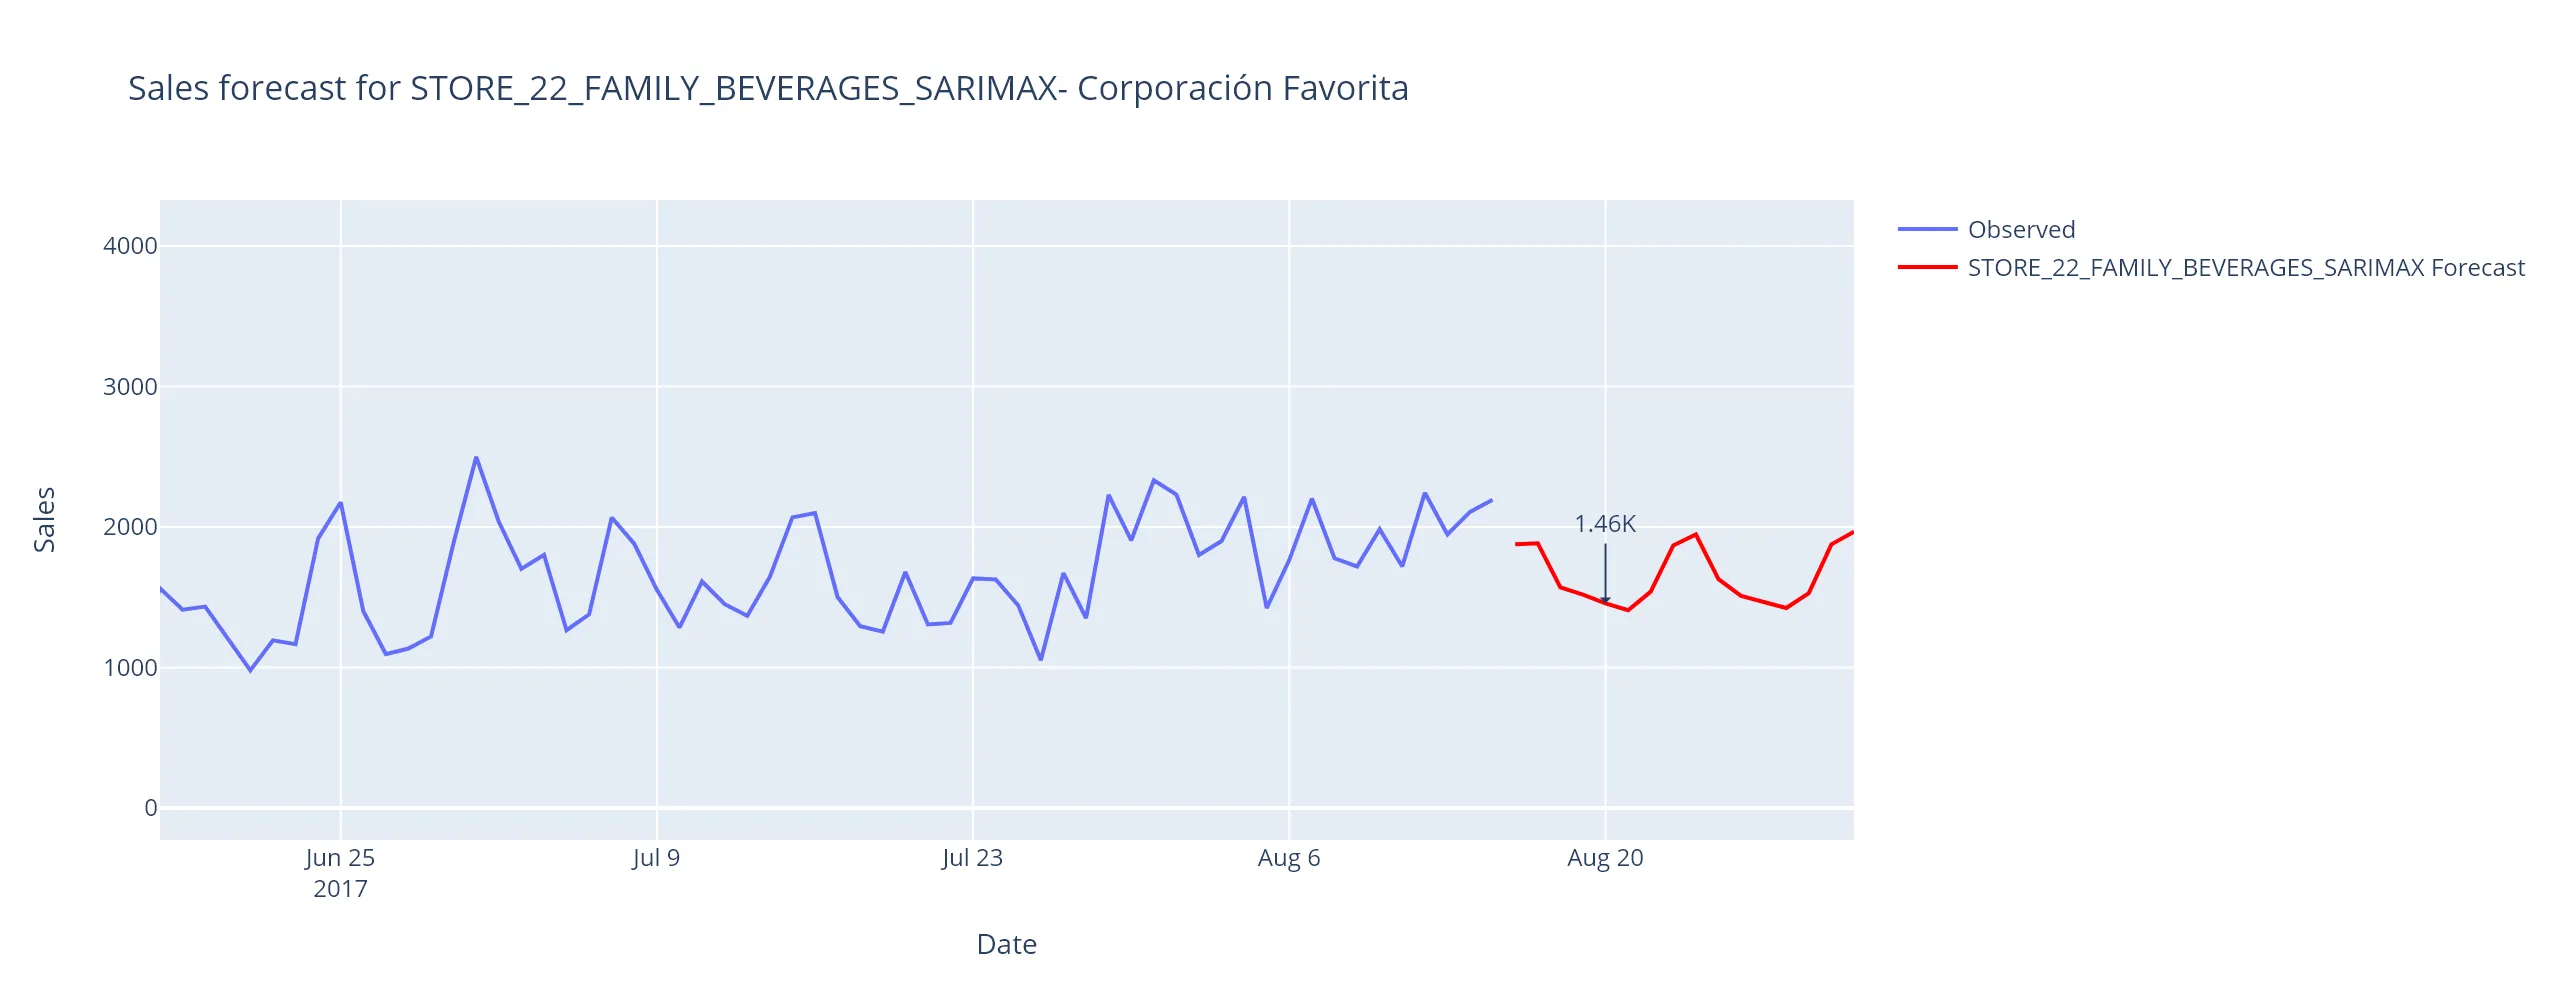 Sales forecast for STORE_22_FAMILY_BEVERAGES_SARIMAX- Corporación Favorita
Observed
STORE_22_FAMILY_BEVERAGES_SARIMAX Forecast
4000
3000
2000
1000
0
Sales
1.46K
Jun 25
2017
Jul 9
Jul 23
Aug 6
Aug 20
Date